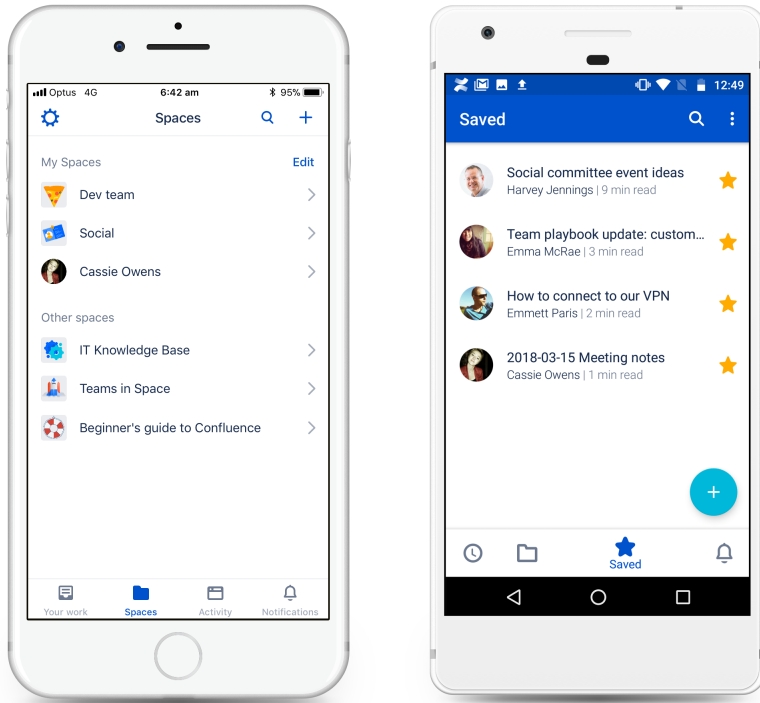 Optus 4G 6:42 am 95%
Spaces
My Spaces Edit
Dev team
Social
Cassie Owens
Other spaces
IT Knowledge Base
Teams in Space
Beginner's guide to Confluence
Your work Spaces Activity Notifications
12:49
Saved
Social committee event ideas
Harvey Jennings | 9 min read
Team playbook update: custom...
Emma McRae | 3 min read
How to connect to our VPN
Emmett Paris | 2 min read
2018-03-15 Meeting notes
Cassie Owens | 1 min read
Saved